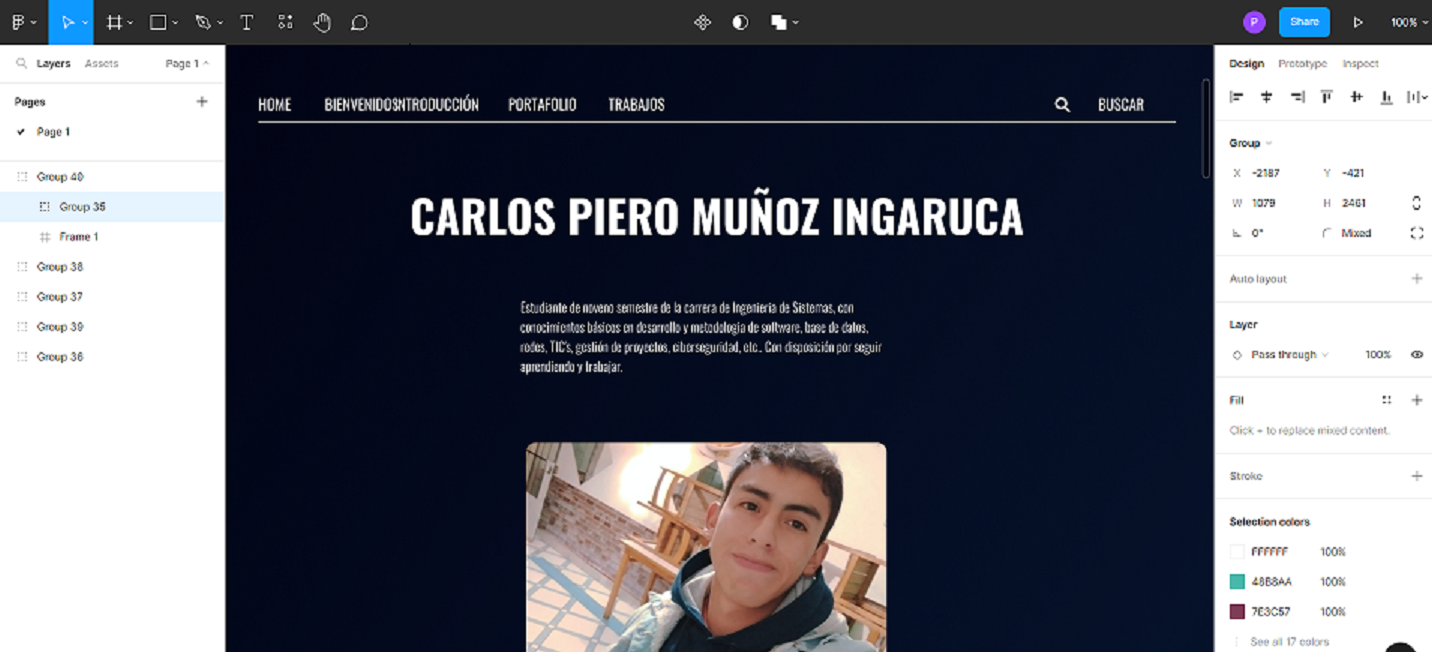 P
Share
100%
Layers
Assets
Page 1
Pages
Page 1
Group 40
Group 35
Frame 1
Group 38
Group 37
Group 39
Group 36
HOME BIENVENIDOS INTRODUCCIÓN PORTAFOLIO TRABAJOS BUSCAR
CARLOS PIERO MUÑOZ INGARUCA
Estudiante de noveno semestre de la carrera de Ingeniería de Sistemas, con
conocimientos básicos en desarrollo y metodología de software, base de datos,
redes, TIC's, gestión de proyectos, ciberseguridad, etc.. Con disposición por seguir
aprendiendo y trabajar.
Design Prototype Inspect
Group
X -2187 Y -421
W 1079 H 2461
0° Mixed
Auto layout
Layer
Pass through 100%
Fill
Click + to replace mixed content.
Stroke
Selection colors
FFFFFF 100%
48B8AA 100%
7E3C57 100%
See all 17 colors